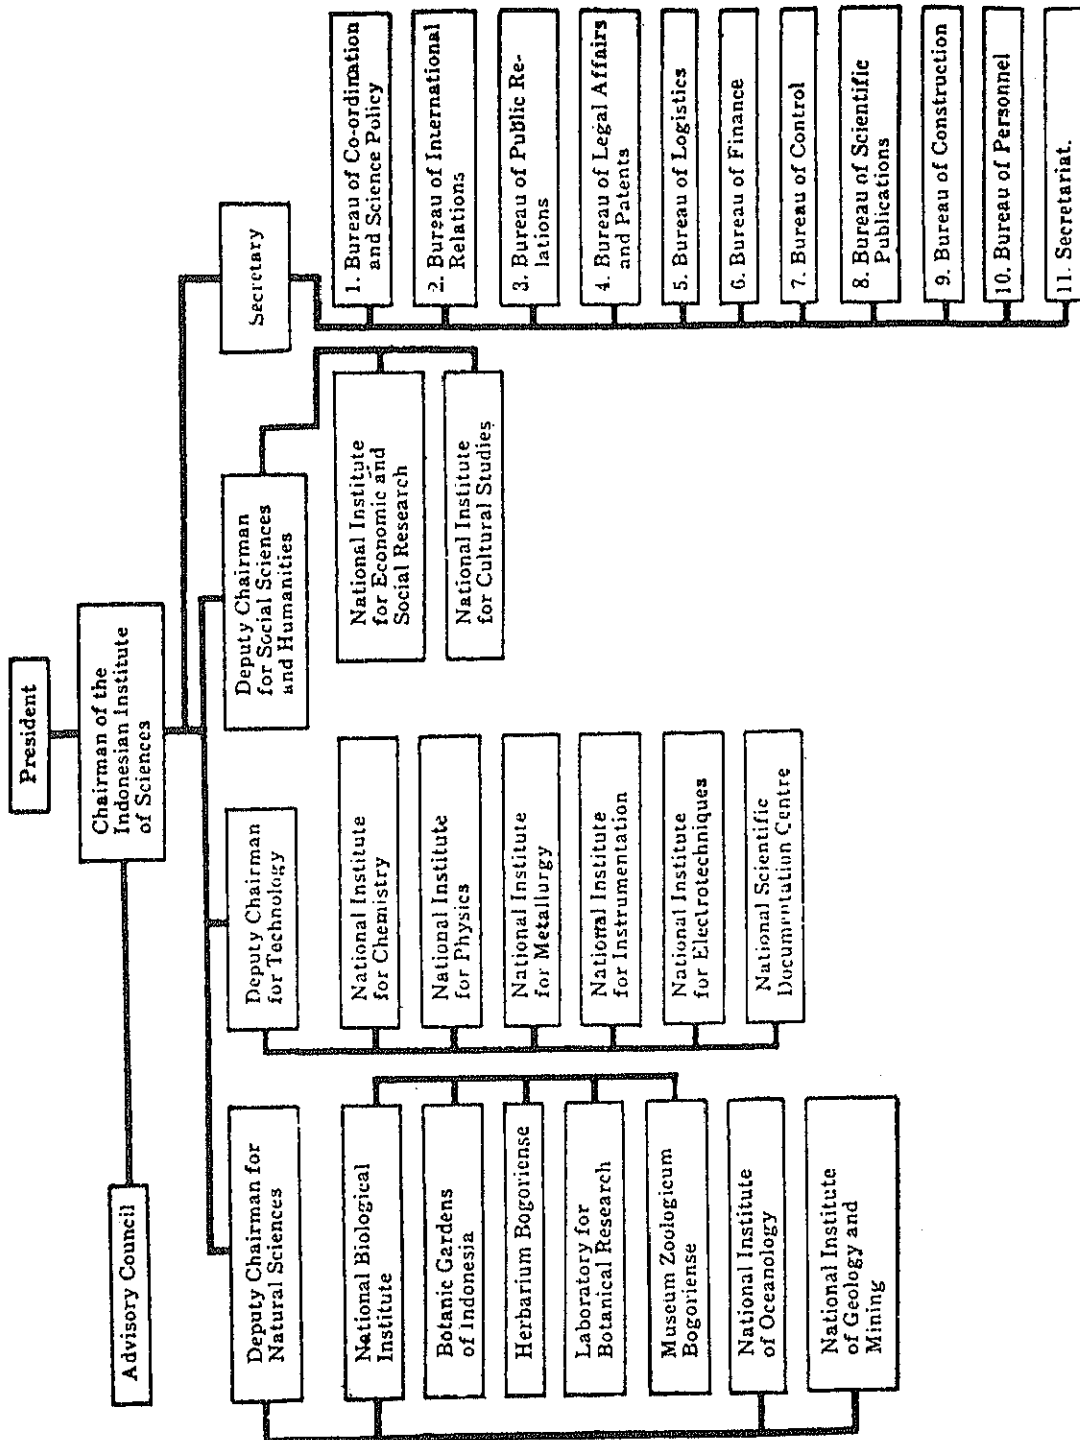 President
Chairman of the
Indonesian Institute
of Sciences
Advisory Council
Deputy Chairman for
Natural Sciences
National Biological
Institute
Botanic Gardens
of Indonesia
Herbarium Bogoriense
Laboratory for
Botanical Research
Museum Zoologicum
Bogoriense
National Institute
of Oceanology
National Institute
of Geology and
Mining
Deputy Chairman
for Technology
National Institute
for Chemistry
National Institute
for Physics
National Institute
for Metallurgy
National Institute
for Instrumentation
National Institute
for Electrotechniques
National Scientific
Documentation Centre
Deputy Chairman
for Social Sciences
and Humanities
National Institute
for Economic and
Social Research
National Institute
for Cultural Studies
Secretary
1. Bureau of Co-ordination
and Science Policy
2. Bureau of International
Relations
3. Bureau of Public Re-
lations
4. Bureau of Legal Affairs
and Patents
5. Bureau of Logistics
6. Bureau of Finance
7. Bureau of Control
8. Bureau of Scientific
Publications
9. Bureau of Construction
10. Bureau of Personnel
11. Secretariat.